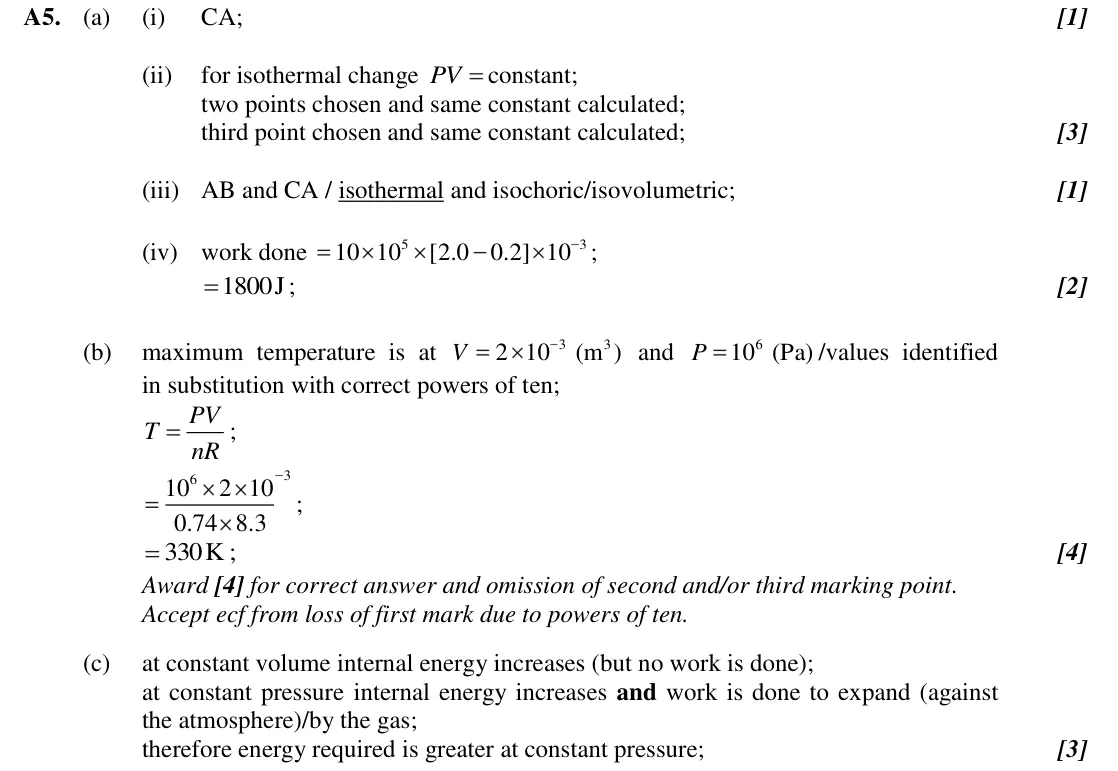 A5. (a) (i) CA; [1]
(ii) for isothermal change PV = constant;
two points chosen and same constant calculated;
third point chosen and same constant calculated; [3]
(iii) AB and CA / isothermal and isochoric/isovolumetric; [1]
(iv) work done = 10×10⁵ × [2.0 − 0.2]×10⁻³ ;
= 1800 J ; [2]
(b) maximum temperature is at V = 2×10⁻³ (m³) and P = 10⁶ (Pa) /values identified
in substitution with correct powers of ten;
T = PV/nR ;
= 10⁶ × 2×10⁻³/0.74×8.3 ;
= 330 K ; [4]
Award [4] for correct answer and omission of second and/or third marking point.
Accept ecf from loss of first mark due to powers of ten.
(c) at constant volume internal energy increases (but no work is done);
at constant pressure internal energy increases and work is done to expand (against
the atmosphere)/by the gas;
therefore energy required is greater at constant pressure; [3]